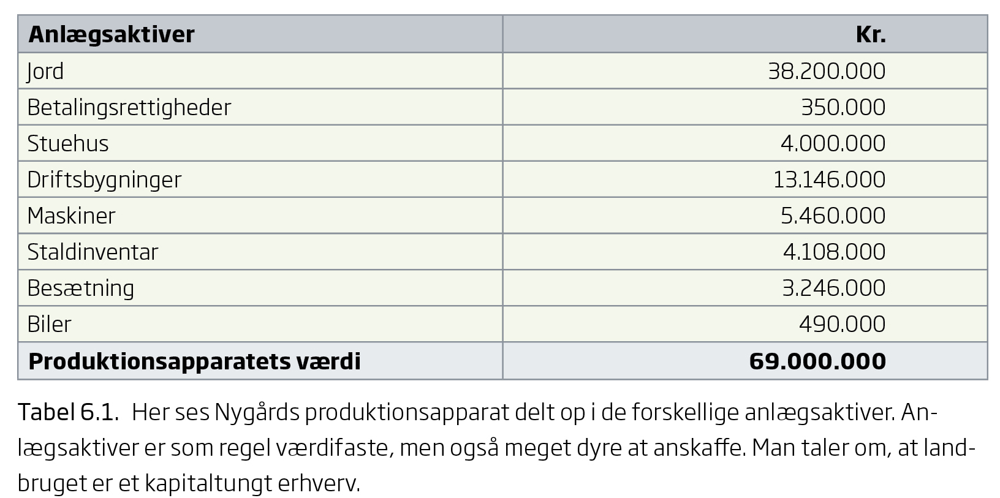 Anlægsaktiver Kr.
Jord 38.200.000
Betalingsrettigheder 350.000
Stuehus 4.000.000
Driftsbygninger 13.146.000
Maskiner 5.460.000
Staldinventar 4.108.000
Besætning 3.246.000
Biler 490.000
Produktionsapparatets værdi 69.000.000
Tabel 6.1. Her ses Nygårds produktionsapparat delt op i de forskellige anlægsaktiver. An-
lægsaktiver er som regel værdifaste, men også meget dyre at anskaffe. Man taler om, at land-
bruget er et kapitaltungt erhverv.